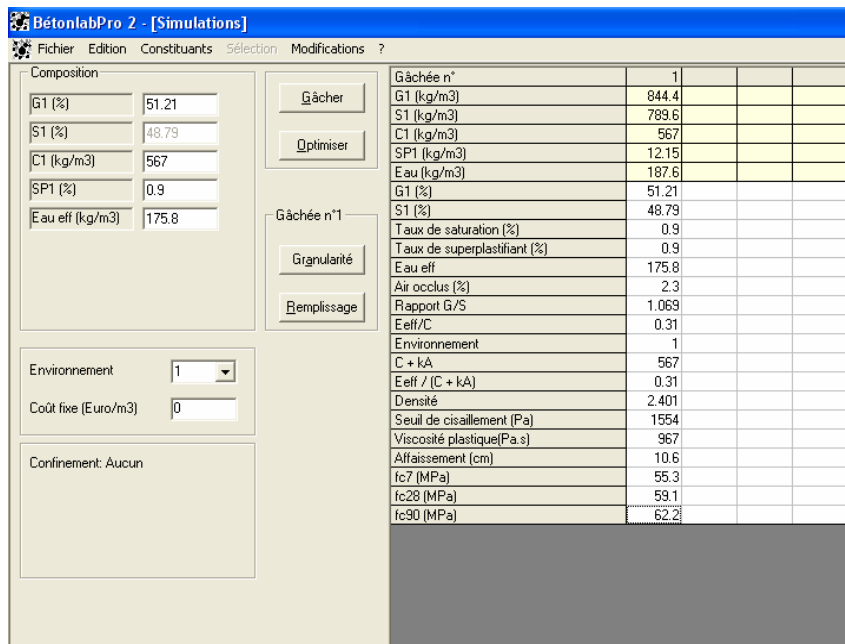 BétonlabPro 2 - [Simulations]
Fichier Edition Constituants Sélection Modifications ?
Composition
G1 (%) 51.21
S1 (%) 48.79
C1 (kg/m3) 567
SP1 (%) 0.9
Eau eff (kg/m3) 175.8
Gâcher
Optimiser
Gâchée n°1
Granularité
Remplissage
Environnement 1
Coût fixe (Euro/m3) 0
Confinement: Aucun
Gâchée n° 1
G1 (kg/m3) 844.4
S1 (kg/m3) 789.6
C1 (kg/m3) 567
SP1 (kg/m3) 12.15
Eau (kg/m3) 187.6
G1 (%) 51.21
S1 (%) 48.79
Taux de saturation (%) 0.9
Taux de superplastifiant (%) 0.9
Eau eff 175.8
Air occlus (%) 2.3
Rapport G/S 1.069
Eeff/C 0.31
Environnement 1
C + kA 567
Eeff / (C + kA) 0.31
Densité 2.401
Seuil de cisaillement (Pa) 1554
Viscosité plastique(Pa.s) 967
Affaissement (cm) 10.6
fc7 (MPa) 55.3
fc28 (MPa) 59.1
fc90 (MPa) 62.2